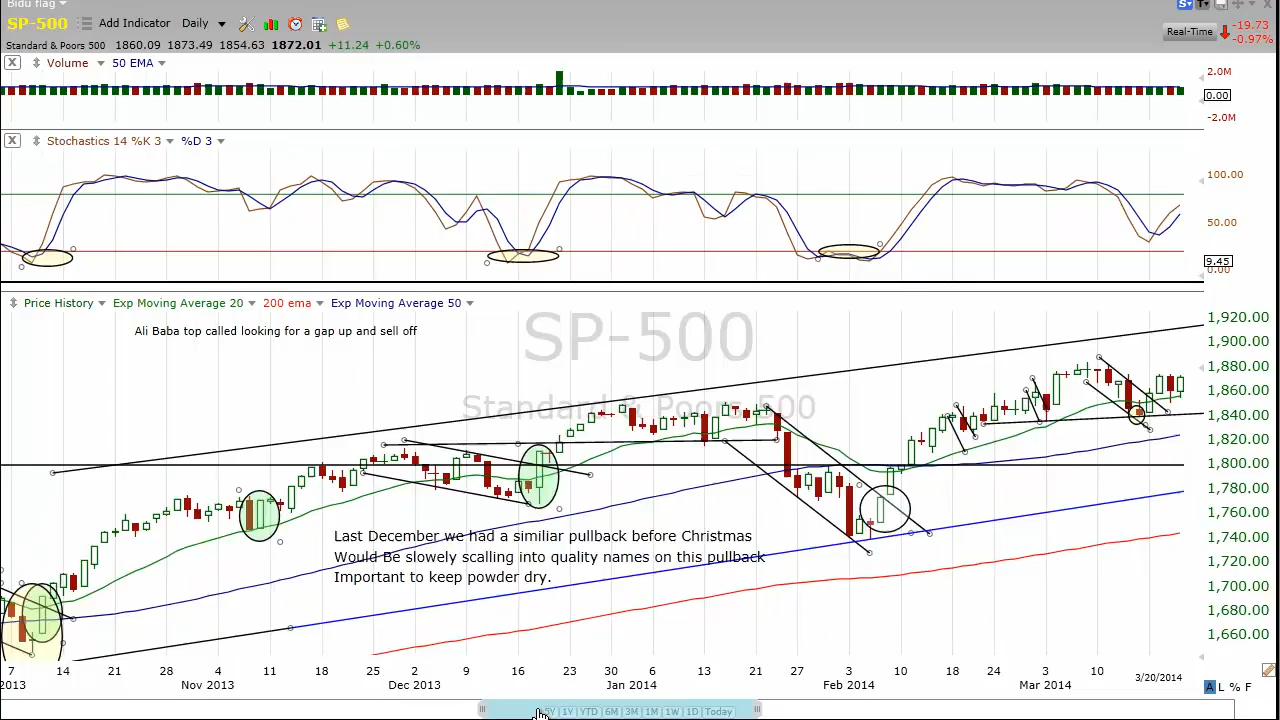 Bidu flag
SP-500 Add Indicator Daily
Standard & Poors 500 1860.09 1873.49 1854.63 1872.01 +11.24 +0.60%
Real-Time -19.73
-0.97%
X Volume 50 EMA
2.0M
0.00
-2.0M
X Stochastics 14 %K 3 %D 3
100.00
50.00
9.45
0.00
Price History Exp Moving Average 20 200 ema Exp Moving Average 50
Ali Baba top called looking for a gap up and sell off
SP-500
Standard & Poors 500
1,920.00
1,900.00
1,880.00
1,860.00
1,840.00
1,820.00
1,800.00
1,780.00
1,760.00
1,740.00
1,720.00
1,700.00
1,680.00
1,660.00
Last December we had a similiar pullback before Christmas
Would Be slowely scalling into quality names on this pullback
Important to keep powder dry.
7 14 21 28 4 11 18 25 2 9 16 23 30 6 13 21 27 3 10 18 24 3 10
2013 Nov 2013 Dec 2013 Jan 2014 Feb 2014 Mar 2014 3/20/2014
A L % F
5Y 1Y YTD 6M 3M 1M 1W 1D Today